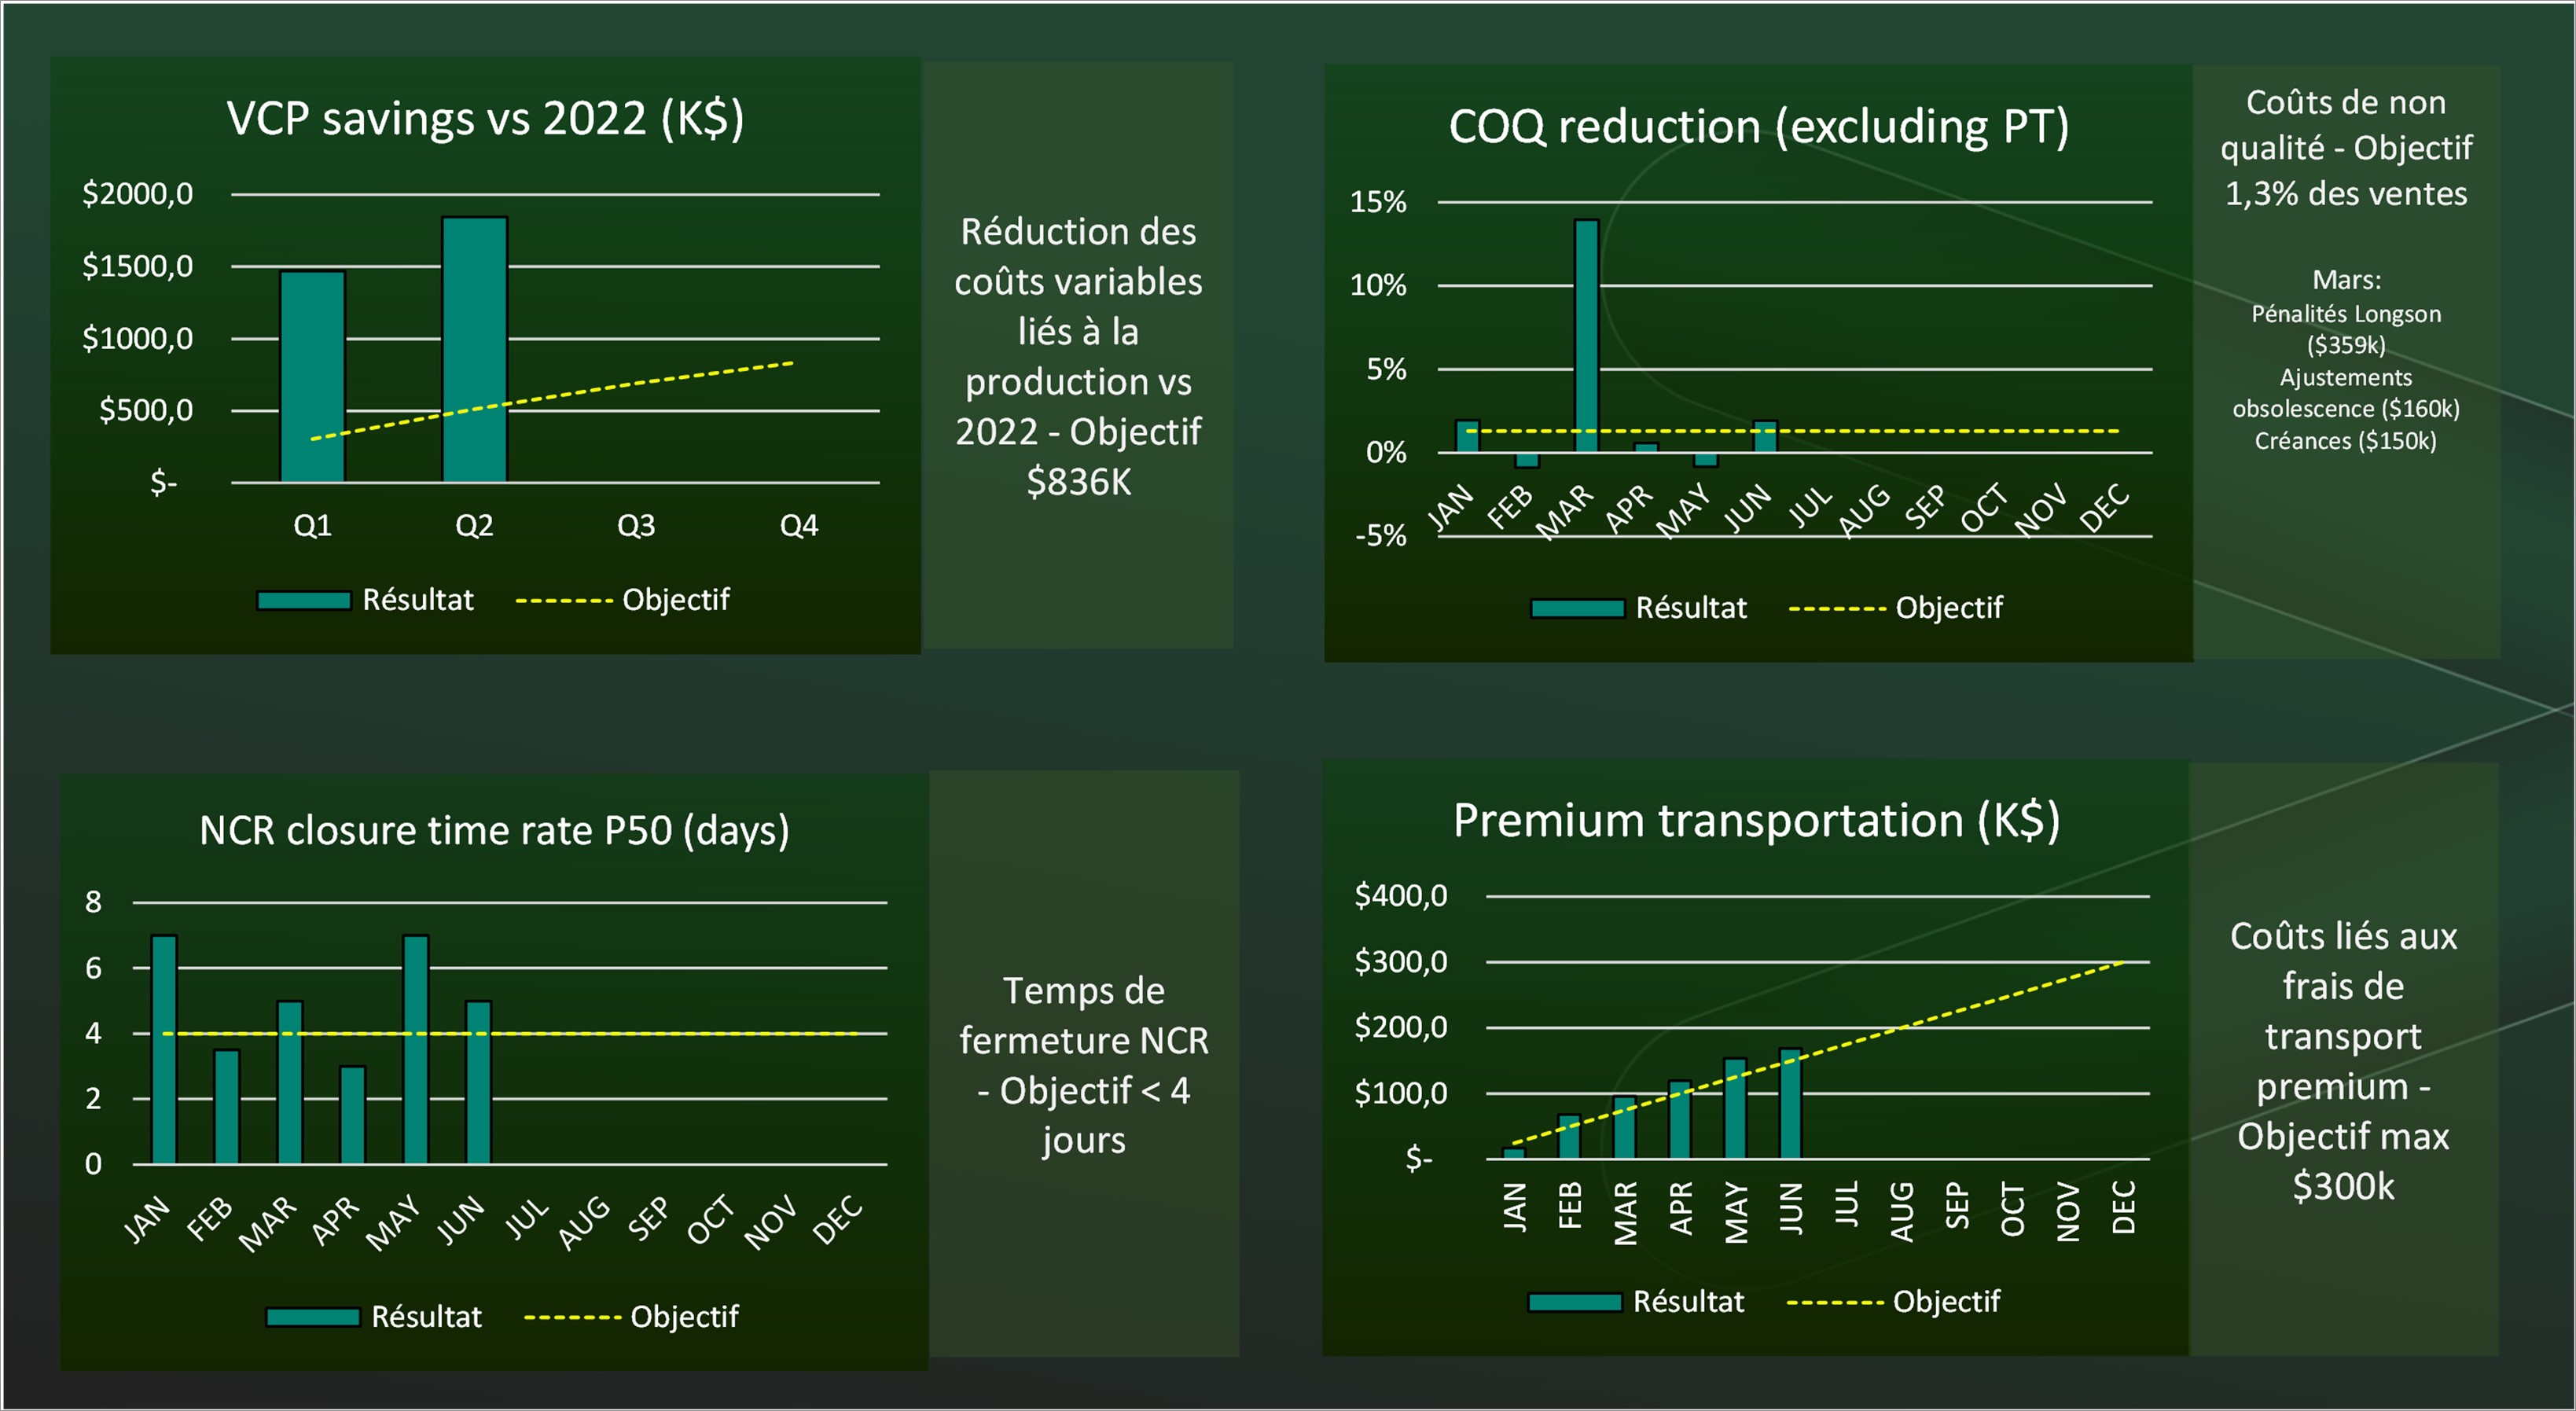 VCP savings vs 2022 (K$)
$2000,0
$1500,0
$1000,0
$500,0
$-
Q1 Q2 Q3 Q4
Résultat Objectif
Réduction des
coûts variables
liés à la
production vs
2022 - Objectif
$836K
COQ reduction (excluding PT)
15%
10%
5%
0%
-5%
JAN FEB MAR APR MAY JUN JUL AUG SEP OCT NOV DEC
Résultat Objectif
Coûts de non
qualité - Objectif
1,3% des ventes
Mars:
Pénalités Longson
($359k)
Ajustements
obsolescence ($160k)
Créances ($150k)
NCR closure time rate P50 (days)
8
6
4
2
0
JAN FEB MAR APR MAY JUN JUL AUG SEP OCT NOV DEC
Résultat Objectif
Temps de
fermeture NCR
- Objectif < 4
jours
Premium transportation (K$)
$400,0
$300,0
$200,0
$100,0
$-
JAN FEB MAR APR MAY JUN JUL AUG SEP OCT NOV DEC
Résultat Objectif
Coûts liés aux
frais de
transport
premium -
Objectif max
$300k